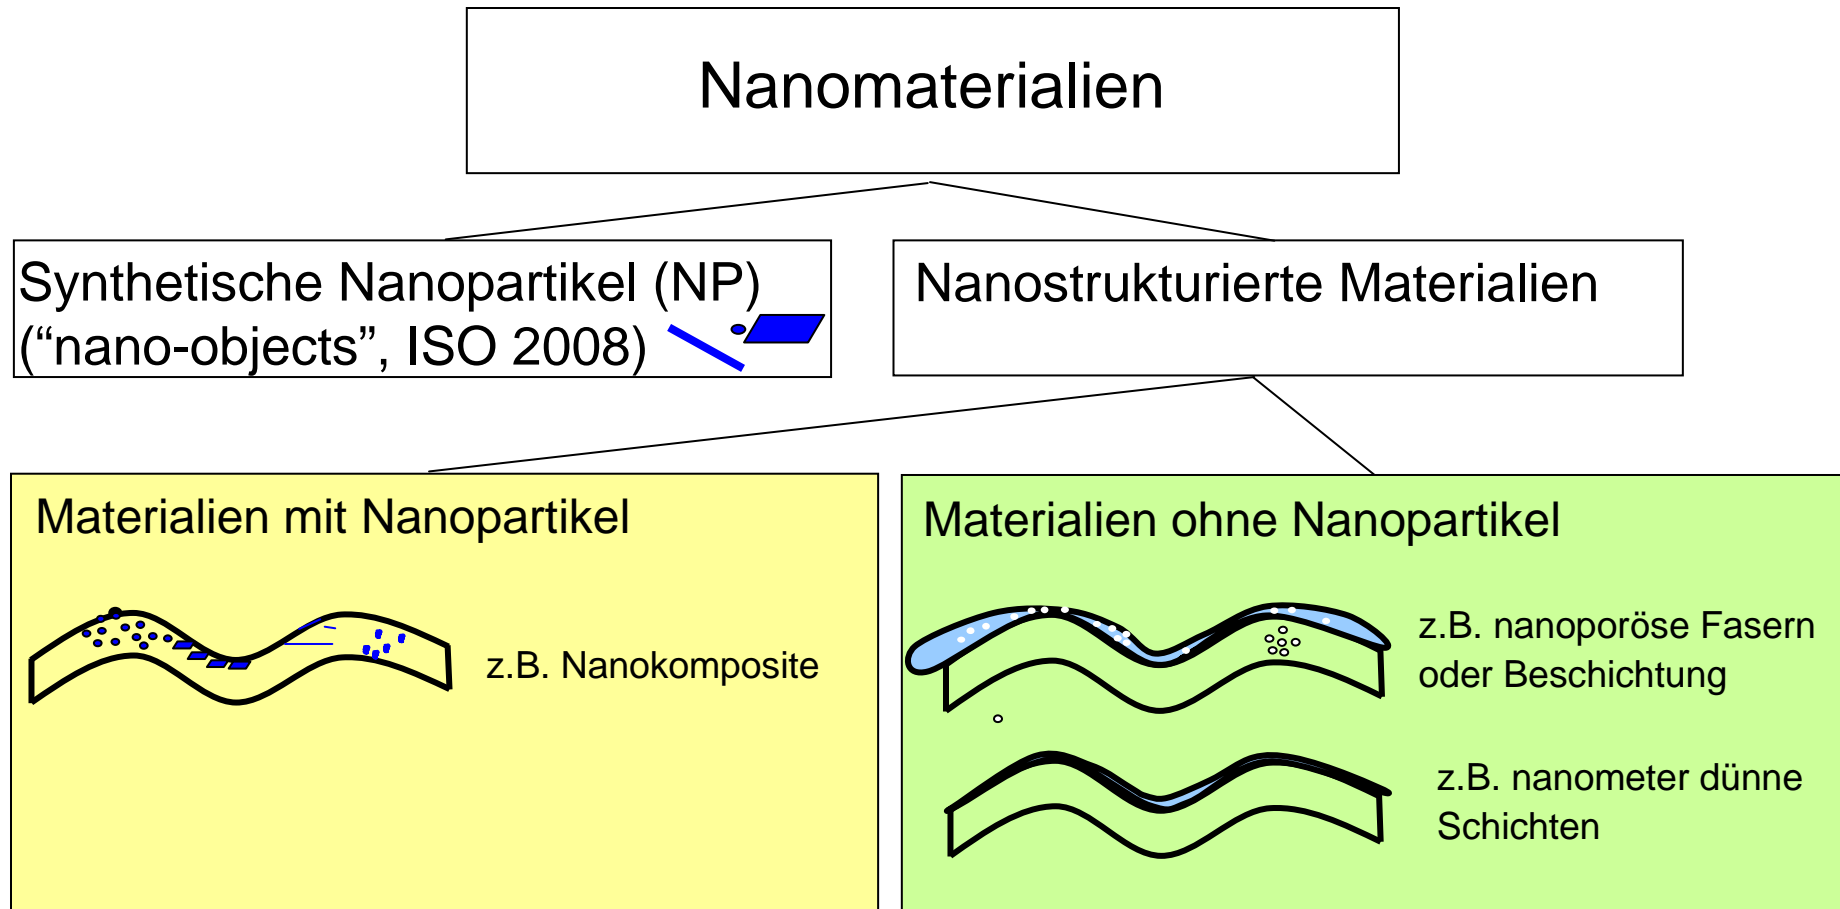 Nanomaterialien
Synthetische Nanopartikel (NP)
(“nano-objects”, ISO 2008)
Nanostrukturierte Materialien
Materialien mit Nanopartikel
z.B. Nanokomposite
Materialien ohne Nanopartikel
z.B. nanoporöse Fasern
oder Beschichtung
z.B. nanometer dünne
Schichten